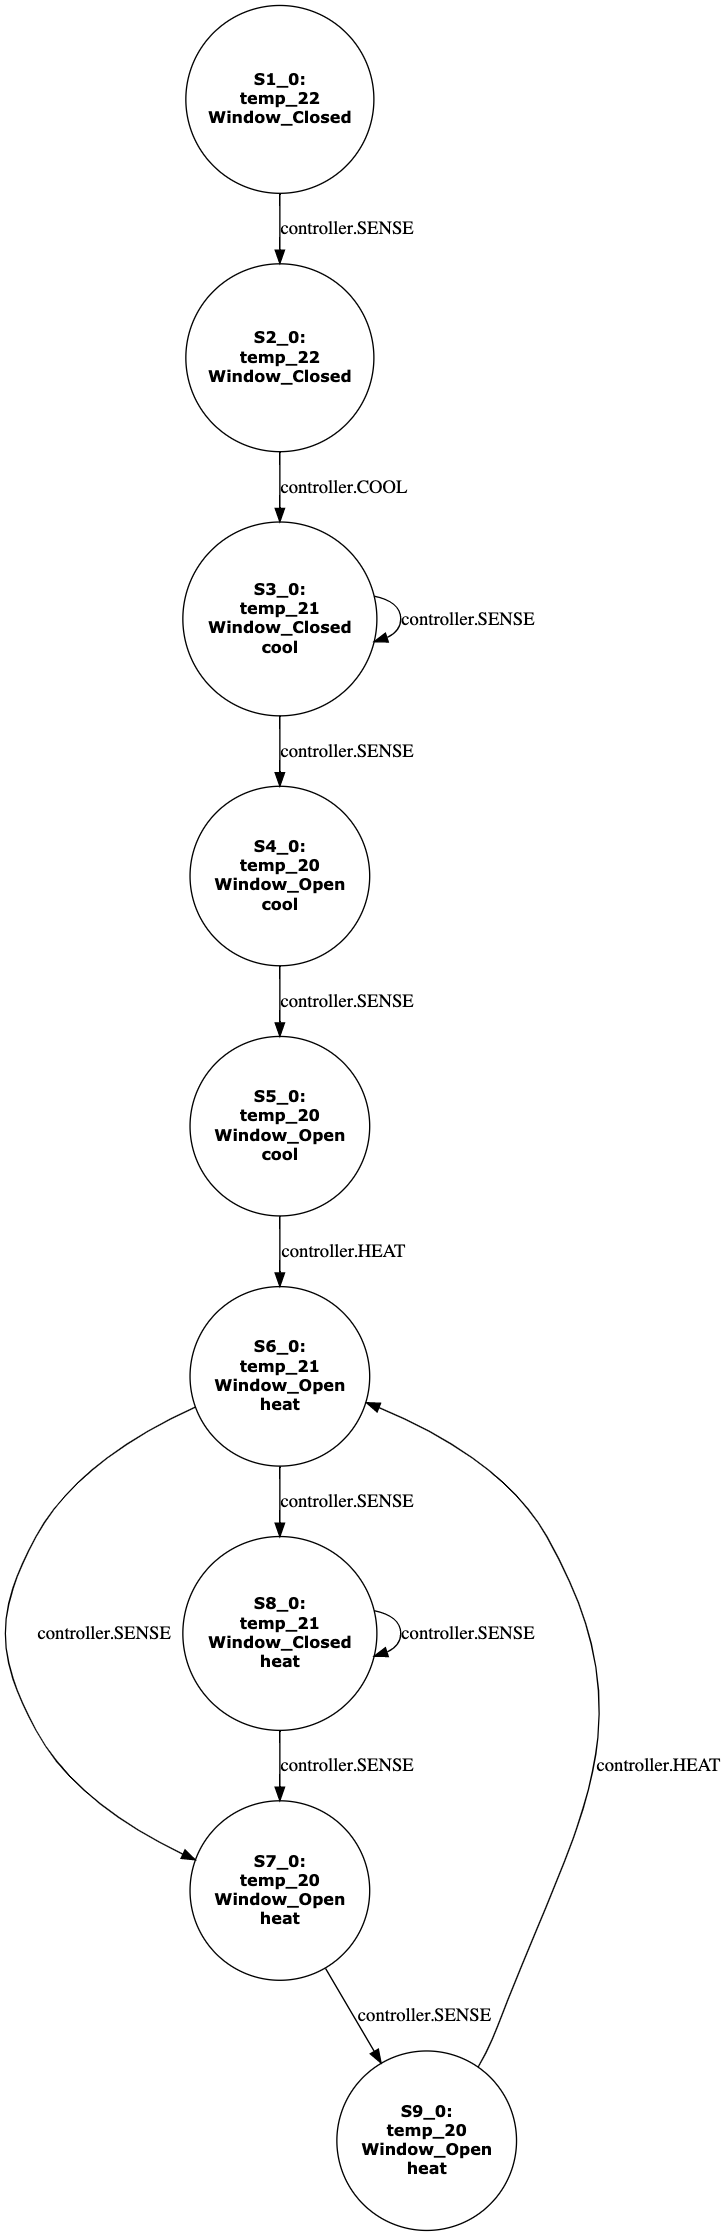 S1_0:
temp_22
Window_Closed
controller.SENSE
S2_0:
temp_22
Window_Closed
controller.COOL
S3_0:
temp_21
Window_Closed
cool
controller.SENSE
controller.SENSE
S4_0:
temp_20
Window_Open
cool
controller.SENSE
S5_0:
temp_20
Window_Open
cool
controller.HEAT
S6_0:
temp_21
Window_Open
heat
controller.SENSE
S8_0:
temp_21
Window_Closed
heat
controller.SENSE
controller.SENSE
controller.SENSE
controller.HEAT
S7_0:
temp_20
Window_Open
heat
controller.SENSE
S9_0:
temp_20
Window_Open
heat